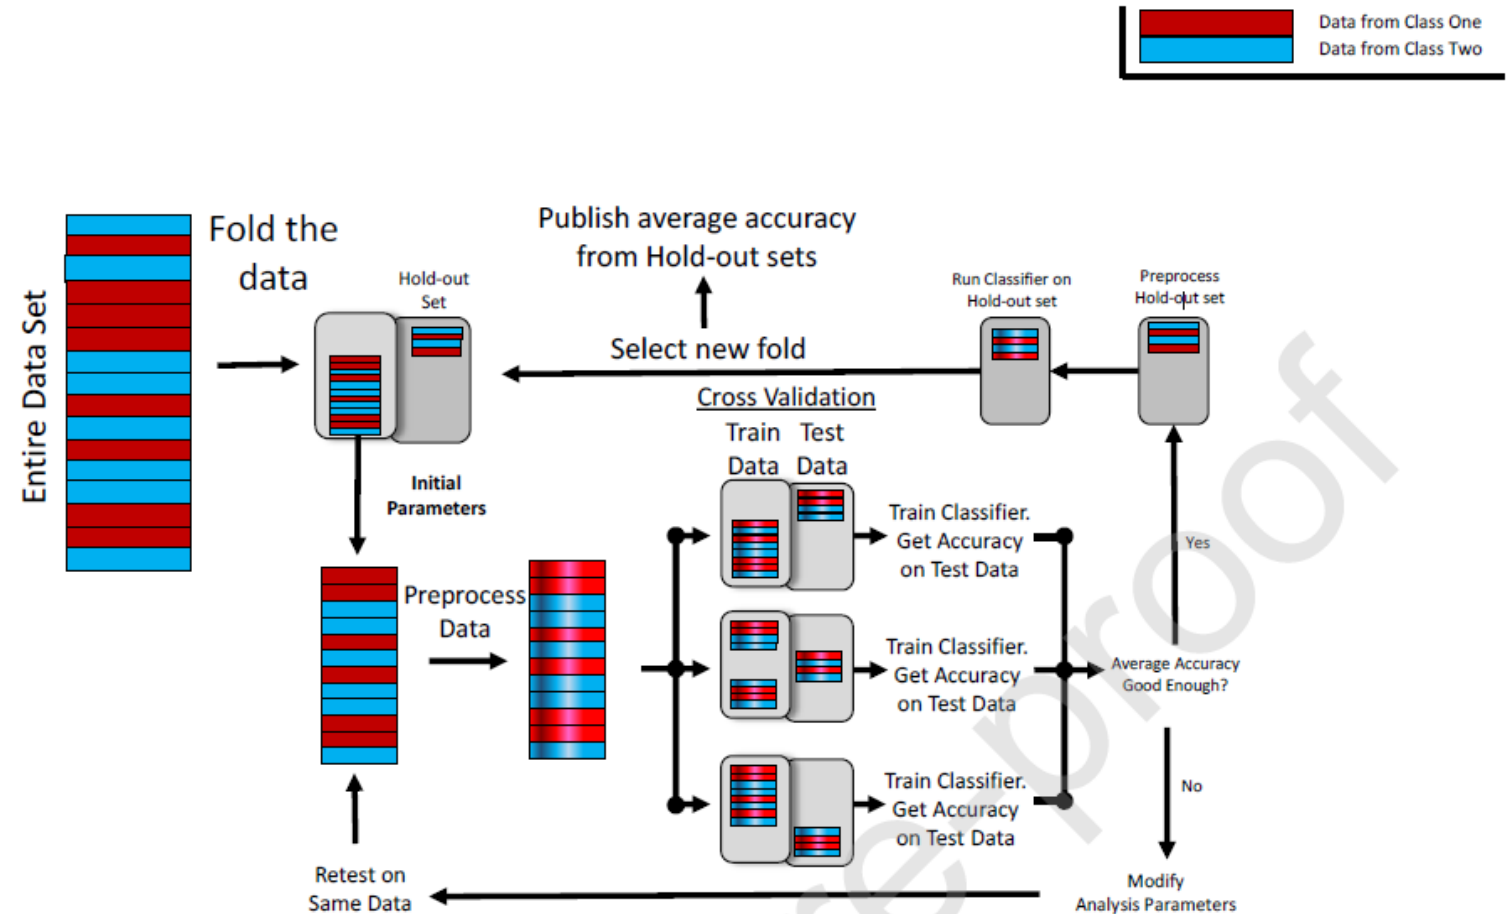 Data from Class One
Data from Class Two
Entire Data Set
Fold the
data
Hold-out
Set
Publish average accuracy
from Hold-out sets
Select new fold
Run Classifier on
Hold-out set
Preprocess
Hold-out set
Cross Validation
Train Test
Data Data
Initial
Parameters
Preprocess
Data
Train Classifier.
Get Accuracy
on Test Data
Train Classifier.
Get Accuracy
on Test Data
Train Classifier.
Get Accuracy
on Test Data
Yes
Average Accuracy
Good Enough?
No
Modify
Analysis Parameters
Retest on
Same Data
re-proof